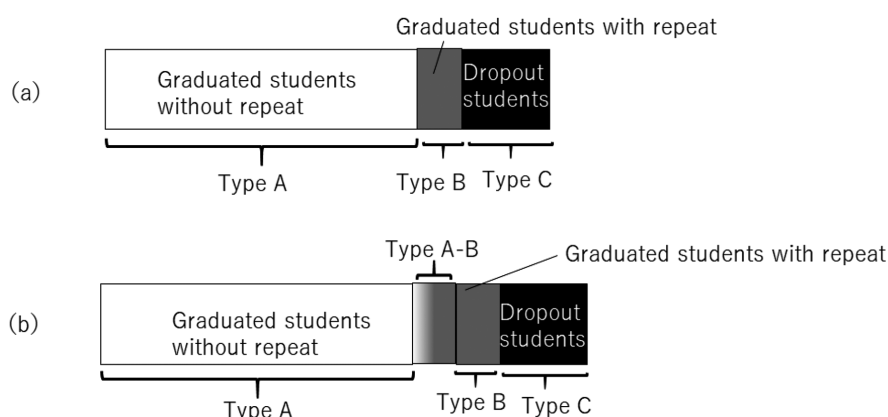 Graduated students with repeat
(a)
Graduated students
without repeat
Dropout
students
Type A
Type B
Type C
Type A-B
Graduated students with repeat
(b)
Graduated students
without repeat
Dropout
students
Type A
Type B
Type C